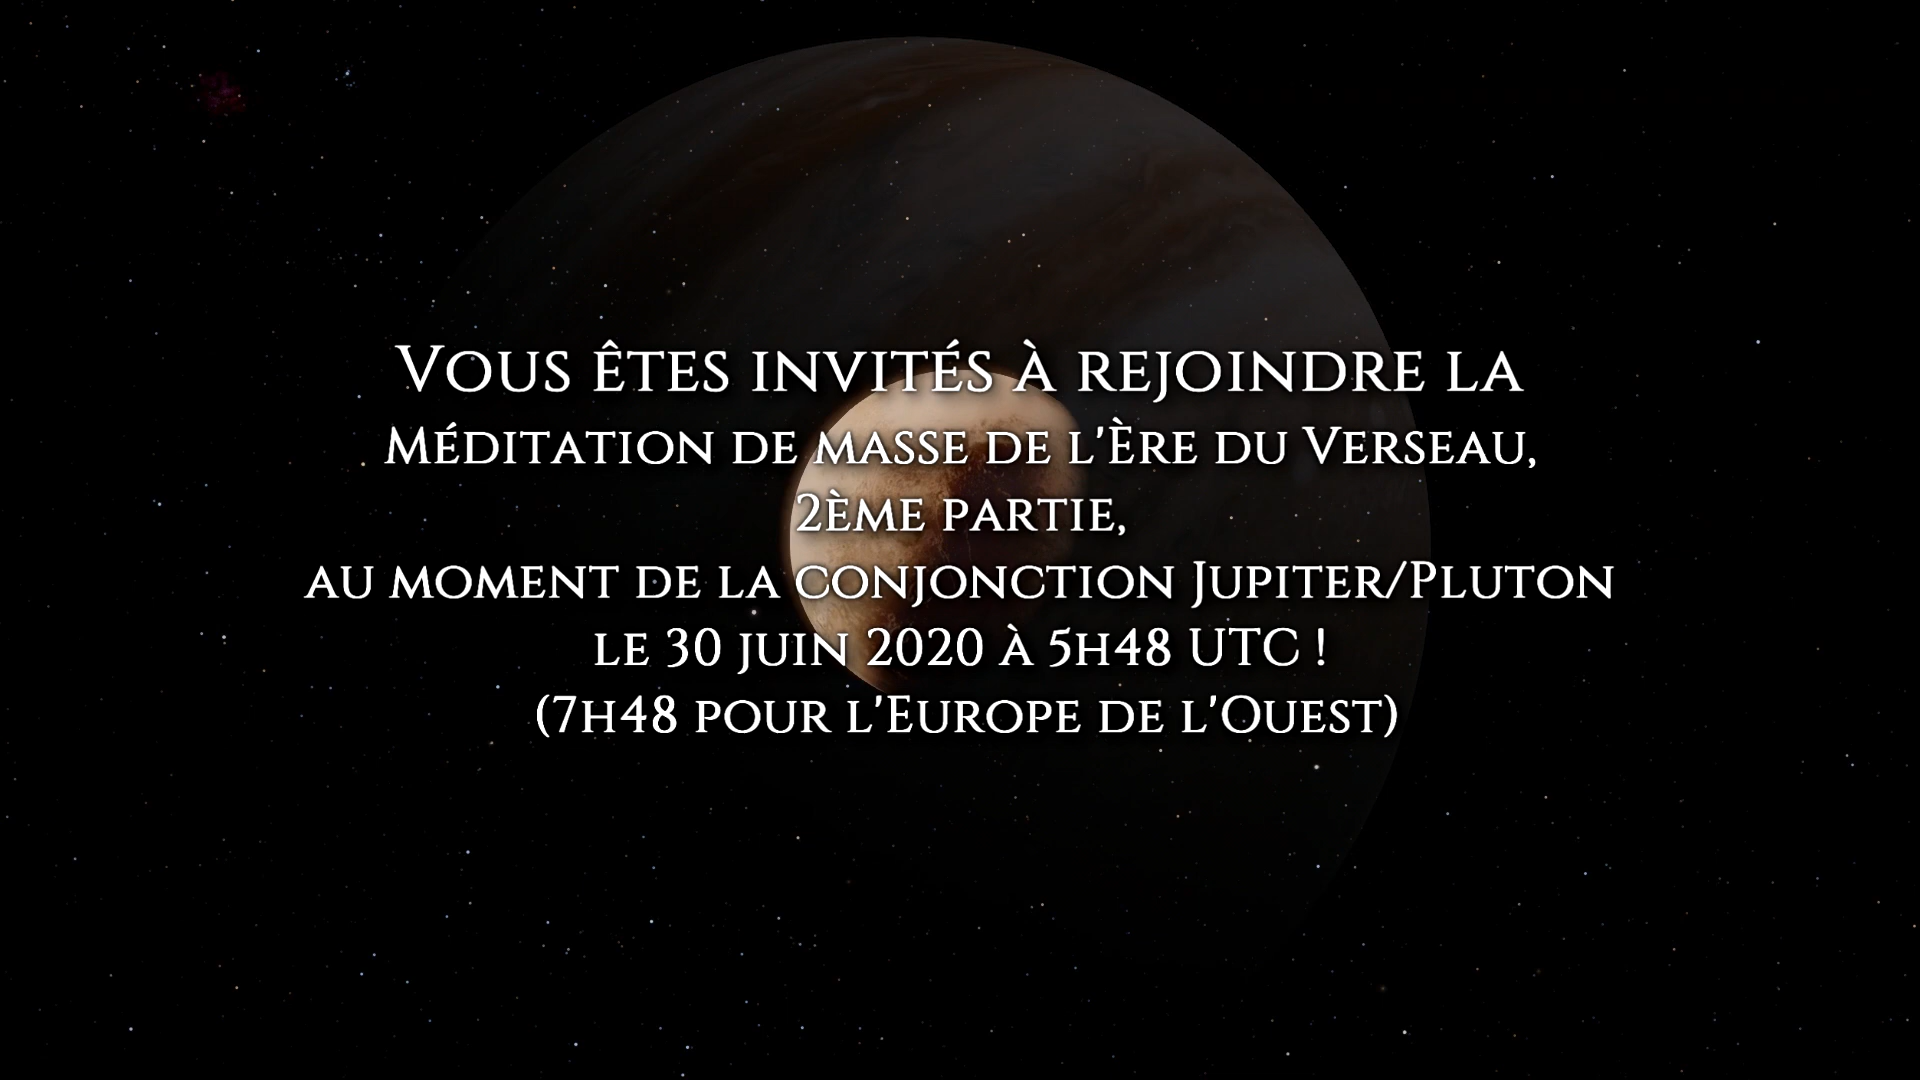 Vous êtes invités à rejoindre la
Méditation de masse de l'Ère du Verseau,
2ème partie,
au moment de la conjonction Jupiter/Pluton
le 30 juin 2020 à 5h48 UTC !
(7h48 pour l'Europe de l'Ouest)